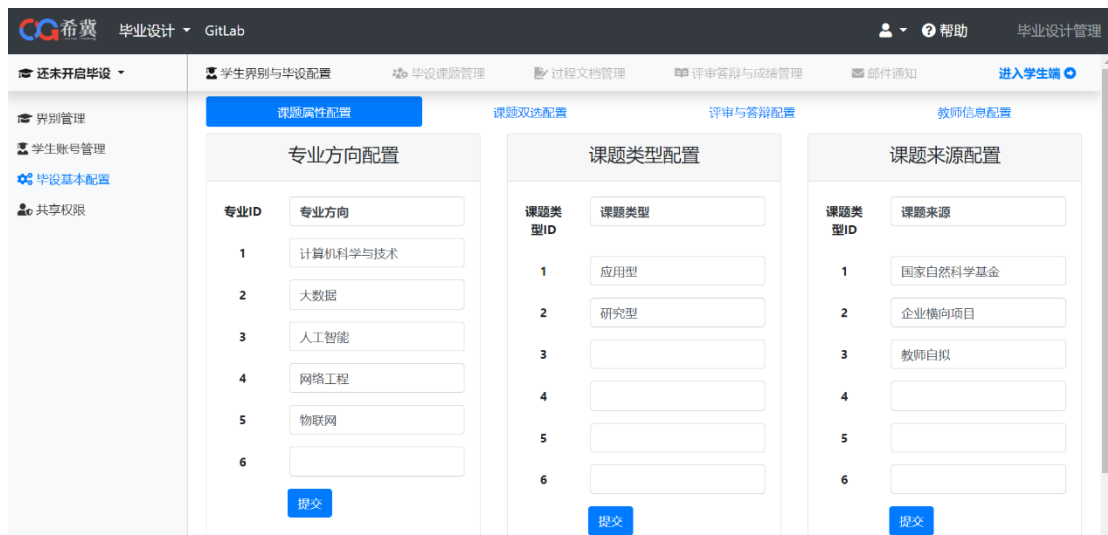 CG希冀 毕业设计 GitLab 帮助 毕业设计管理
还未开启毕设 学生界别与毕设配置 毕设课题管理 过程文档管理 评审答辩与成绩管理 邮件通知 进入学生端
界别管理
学生账号管理
毕设基本配置
共享权限
课题属性配置 课题双选配置 评审与答辩配置 教师信息配置
专业方向配置
专业ID 专业方向
1 计算机科学与技术
2 大数据
3 人工智能
4 网络工程
5 物联网
6
提交
课题类型配置
课题类
型ID
课题类型
1 应用型
2 研究型
3
4
5
6
提交
课题来源配置
课题类
型ID
课题来源
1 国家自然科学基金
2 企业横向项目
3 教师自拟
4
5
6
提交